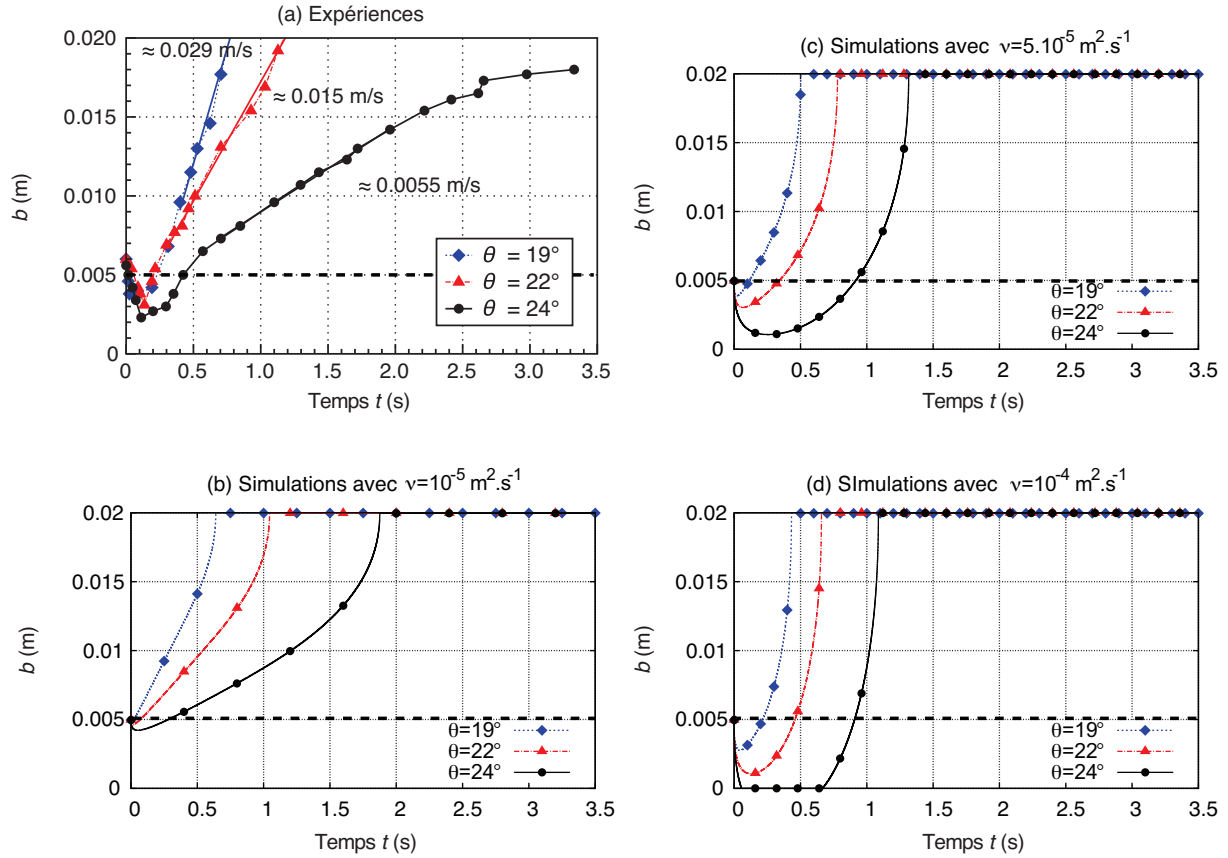 (a) Expériences
0.020
0.015
0.010
0.005
0
b (m)
≈ 0.029 m/s
≈ 0.015 m/s
≈ 0.0055 m/s
θ = 19°
θ = 22°
θ = 24°
0 0.5 1.0 1.5 2.0 2.5 3.0 3.5
Temps t (s)
(c) Simulations avec ν=5.10⁻⁵ m².s⁻¹
0.02
0.015
0.01
0.005
0
b (m)
θ=19°
θ=22°
θ=24°
0 0.5 1 1.5 2 2.5 3 3.5
Temps t (s)
(b) Simulations avec ν=10⁻⁵ m².s⁻¹
0.02
0.015
0.01
0.005
0
b (m)
θ=19°
θ=22°
θ=24°
0 0.5 1 1.5 2 2.5 3 3.5
Temps t (s)
(d) SImulations avec ν=10⁻⁴ m².s⁻¹
0.02
0.015
0.01
0.005
0
b (m)
θ=19°
θ=22°
θ=24°
0 0.5 1 1.5 2 2.5 3 3.5
Temps t (s)